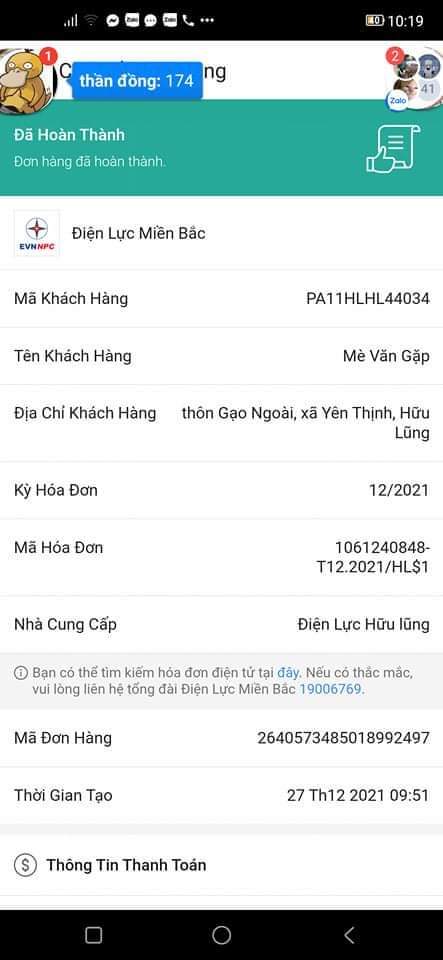 10:19
1
2
thần đồng: 174
ng
Zalo
41
Đã Hoàn Thành
Đơn hàng đã hoàn thành.
EVNNPC
Điện Lực Miền Bắc
Mã Khách Hàng PA11HLHL44034
Tên Khách Hàng Mè Văn Gặp
Địa Chỉ Khách Hàng thôn Gạo Ngoài, xã Yên Thịnh, Hữu
Lũng
Kỳ Hóa Đơn 12/2021
Mã Hóa Đơn 1061240848-
T12.2021/HL$1
Nhà Cung Cấp Điện Lực Hữu lũng
Bạn có thể tìm kiếm hóa đơn điện tử tại đây. Nếu có thắc mắc,
vui lòng liên hệ tổng đài Điện Lực Miền Bắc 19006769.
Mã Đơn Hàng 2640573485018992497
Thời Gian Tạo 27 Th12 2021 09:51
Thông Tin Thanh Toán